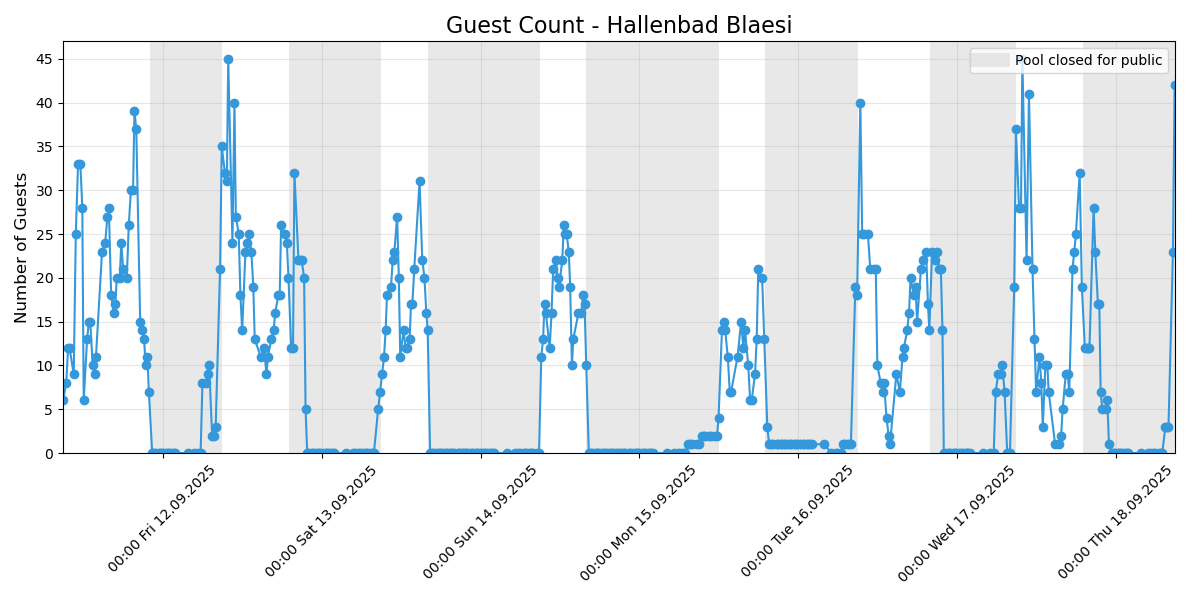 Guest Count - Hallenbad Blaesi
Pool closed for public
Number of Guests
45
40
35
30
25
20
15
10
5
0
00:00 Fri 12.09.2025
00:00 Sat 13.09.2025
00:00 Sun 14.09.2025
00:00 Mon 15.09.2025
00:00 Tue 16.09.2025
00:00 Wed 17.09.2025
00:00 Thu 18.09.2025